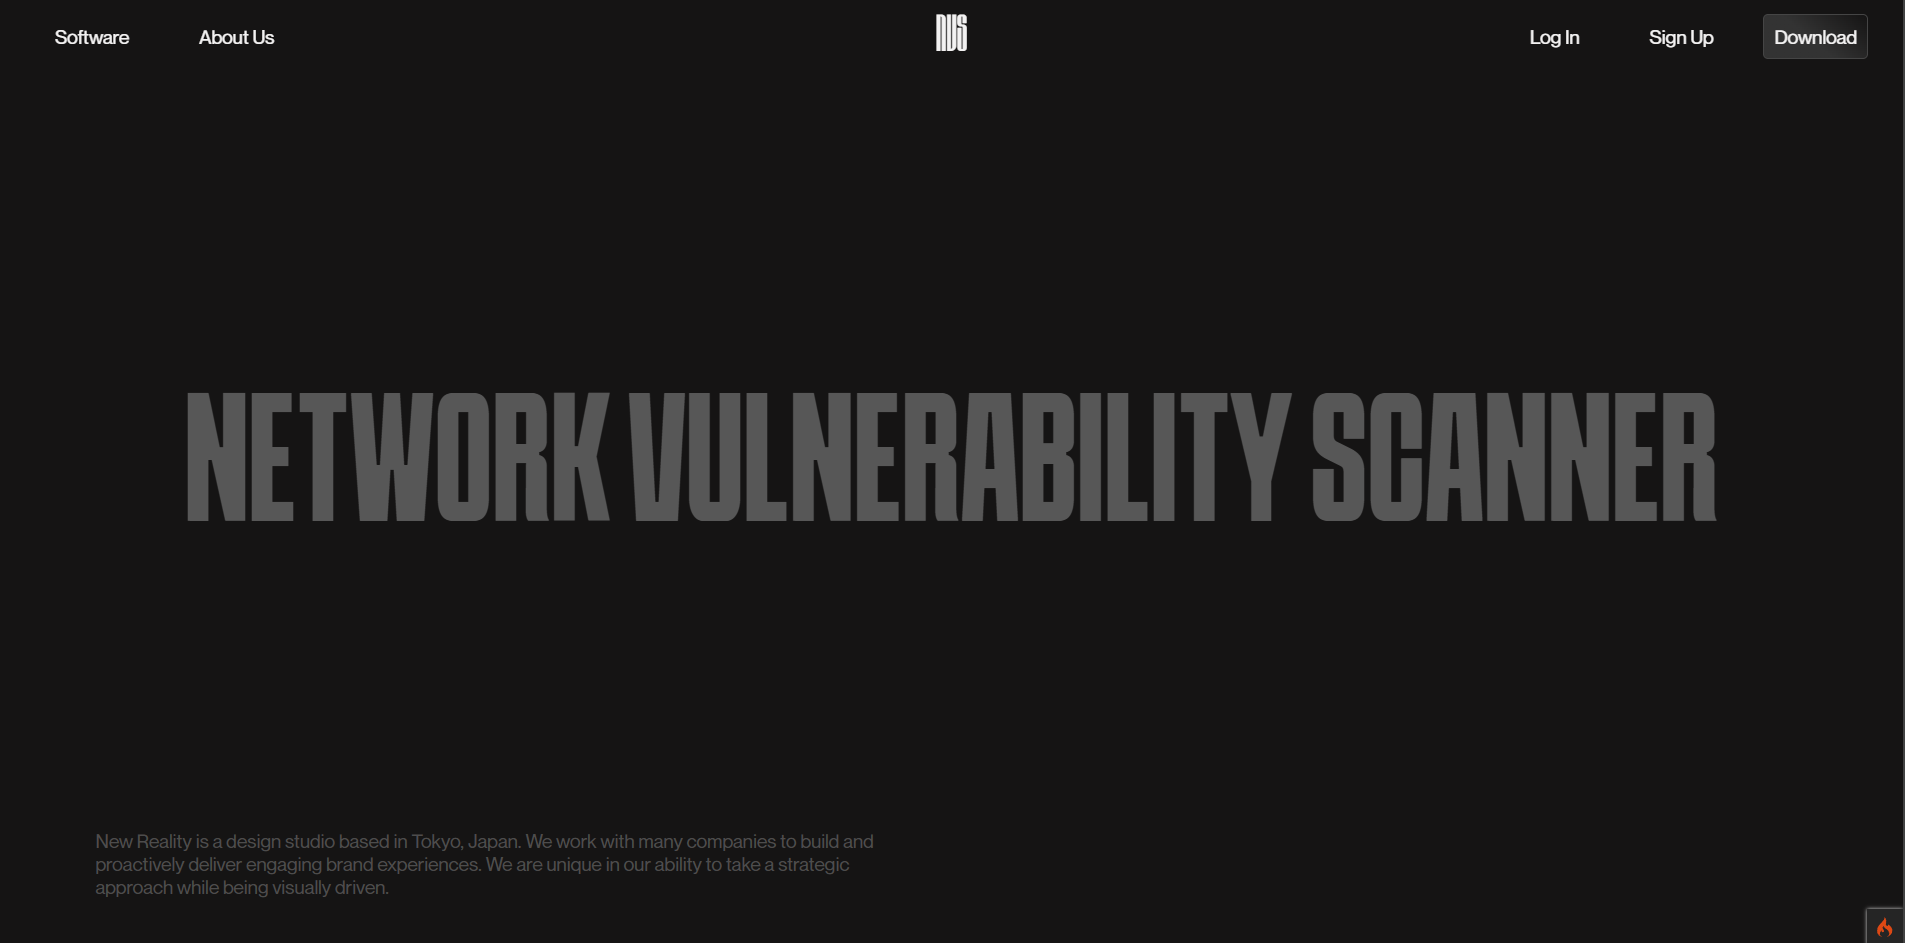 Software
About Us
NVS
Log In
Sign Up
Download
NETWORK VULNERABILITY SCANNER
New Reality is a design studio based in Tokyo, Japan. We work with many companies to build and
proactively deliver engaging brand experiences. We are unique in our ability to take a strategic
approach while being visually driven.